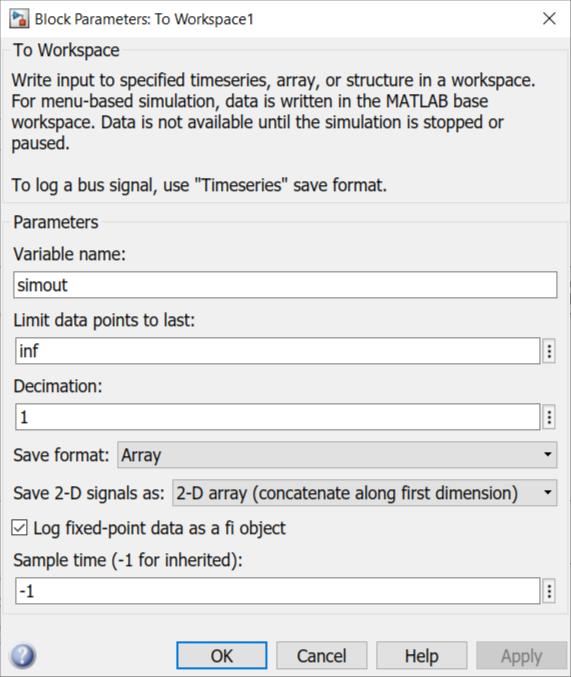 Block Parameters: To Workspace1
To Workspace
Write input to specified timeseries, array, or structure in a workspace.
For menu-based simulation, data is written in the MATLAB base
workspace. Data is not available until the simulation is stopped or
paused.
To log a bus signal, use "Timeseries" save format.
Parameters
Variable name:
simout
Limit data points to last:
inf
Decimation:
1
Save format: Array
Save 2-D signals as: 2-D array (concatenate along first dimension)
Log fixed-point data as a fi object
Sample time (-1 for inherited):
-1
OK Cancel Help Apply